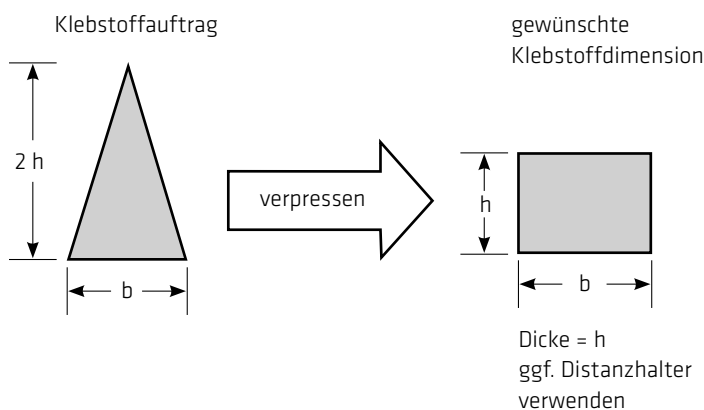 Klebstoffauftrag
gewünschte
Klebstoffdimension
2 h
b
verpressen
h
b
Dicke = h
ggf. Distanzhalter
verwenden